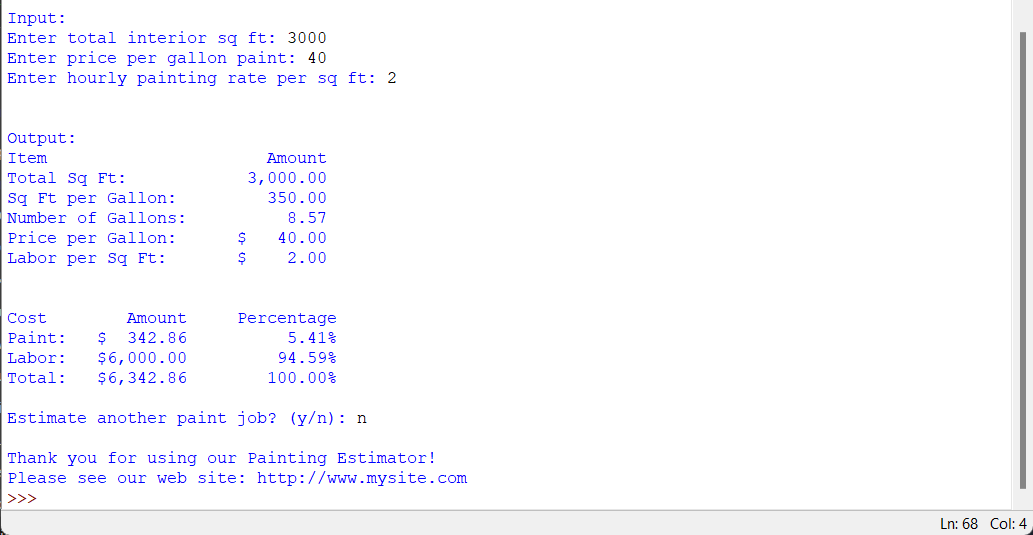 Input:
Enter total interior sq ft: 3000
Enter price per gallon paint: 40
Enter hourly painting rate per sq ft: 2
Output:
Item                      Amount
Total Sq Ft:            3,000.00
Sq Ft per Gallon:         350.00
Number of Gallons:          8.57
Price per Gallon:      $   40.00
Labor per Sq Ft:       $    2.00
Cost        Amount     Percentage
Paint:   $  342.86          5.41%
Labor:   $6,000.00         94.59%
Total:   $6,342.86        100.00%
Estimate another paint job? (y/n): n
Thank you for using our Painting Estimator!
Please see our web site: http://www.mysite.com
>>>
Ln: 68 Col: 4